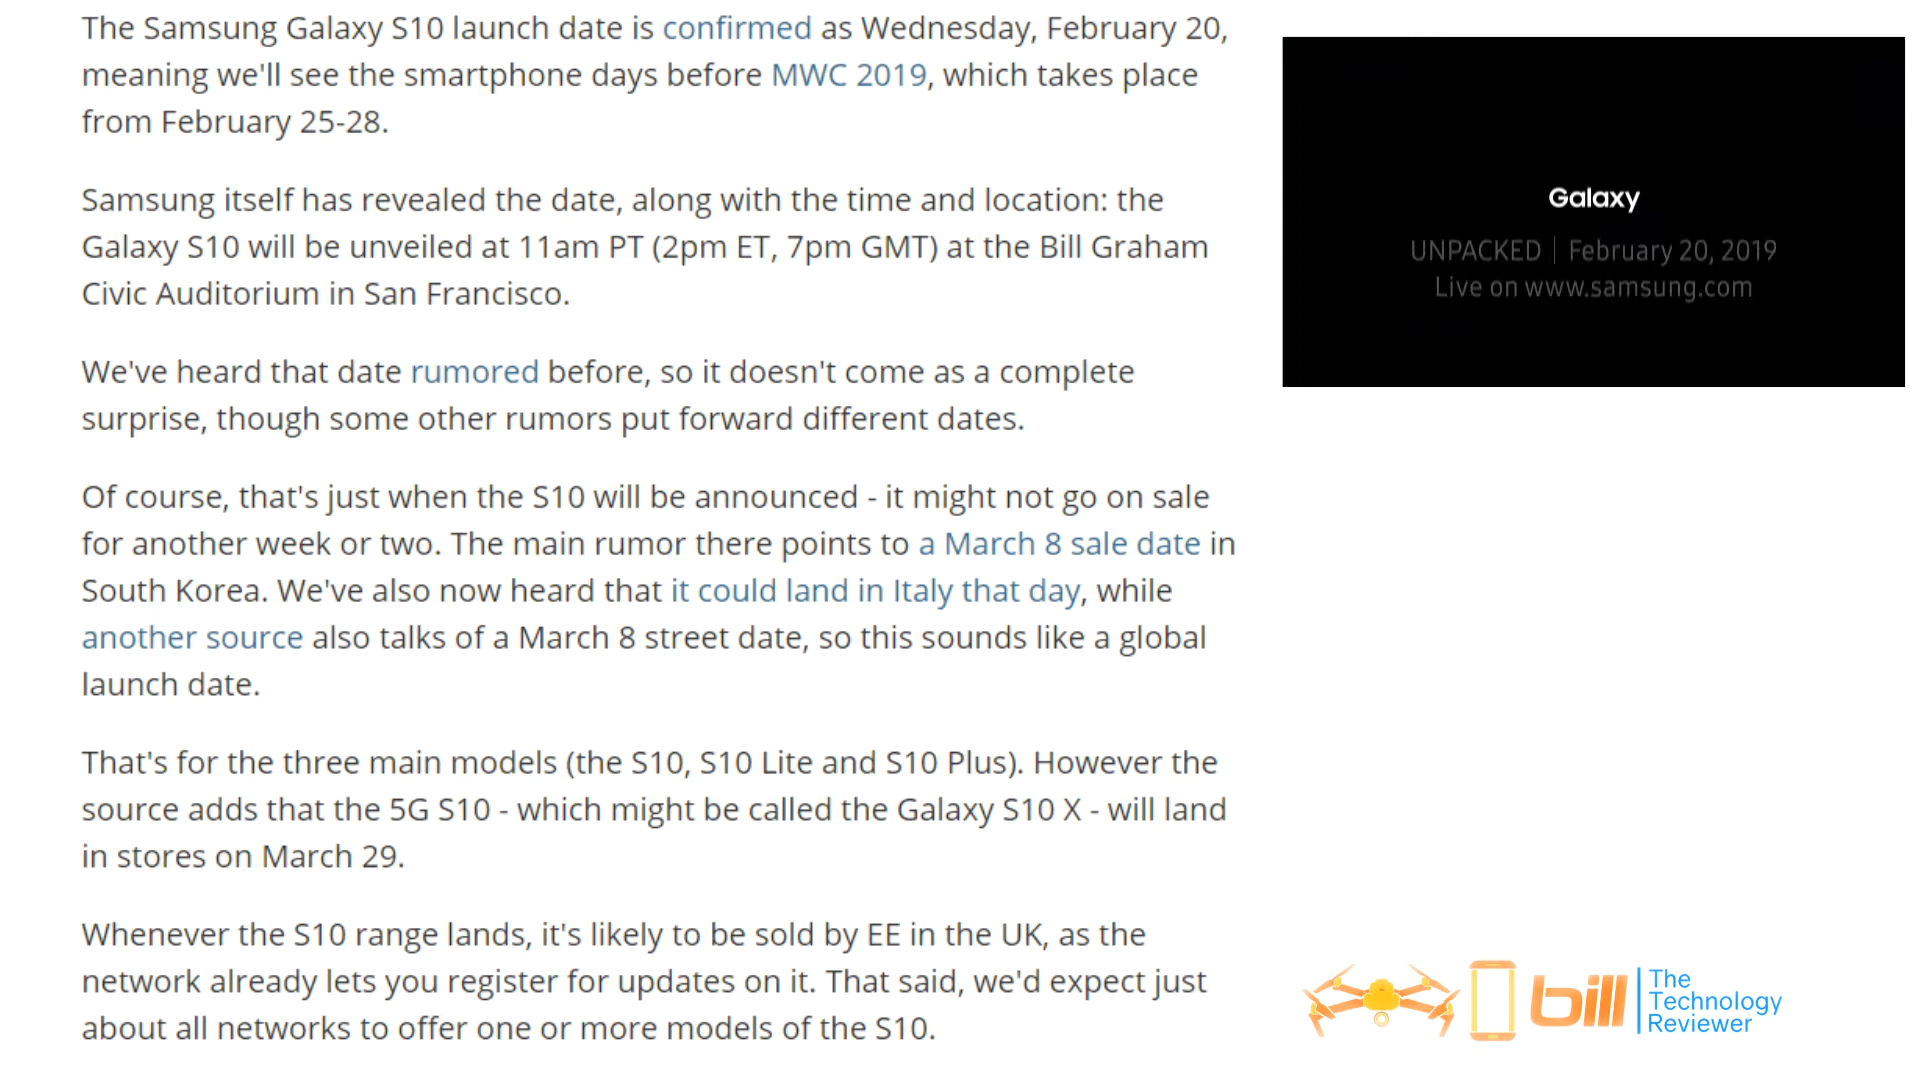 The Samsung Galaxy S10 launch date is confirmed as Wednesday, February 20,
meaning we'll see the smartphone days before MWC 2019, which takes place
from February 25-28.
Samsung itself has revealed the date, along with the time and location: the
Galaxy S10 will be unveiled at 11am PT (2pm ET, 7pm GMT) at the Bill Graham
Civic Auditorium in San Francisco.
We've heard that date rumored before, so it doesn't come as a complete
surprise, though some other rumors put forward different dates.
Of course, that's just when the S10 will be announced - it might not go on sale
for another week or two. The main rumor there points to a March 8 sale date in
South Korea. We've also now heard that it could land in Italy that day, while
another source also talks of a March 8 street date, so this sounds like a global
launch date.
That's for the three main models (the S10, S10 Lite and S10 Plus). However the
source adds that the 5G S10 - which might be called the Galaxy S10 X - will land
in stores on March 29.
Whenever the S10 range lands, it's likely to be sold by EE in the UK, as the
network already lets you register for updates on it. That said, we'd expect just
about all networks to offer one or more models of the S10.
Galaxy
UNPACKED | February 20, 2019
Live on www.samsung.com
bill
The
Technology
Reviewer